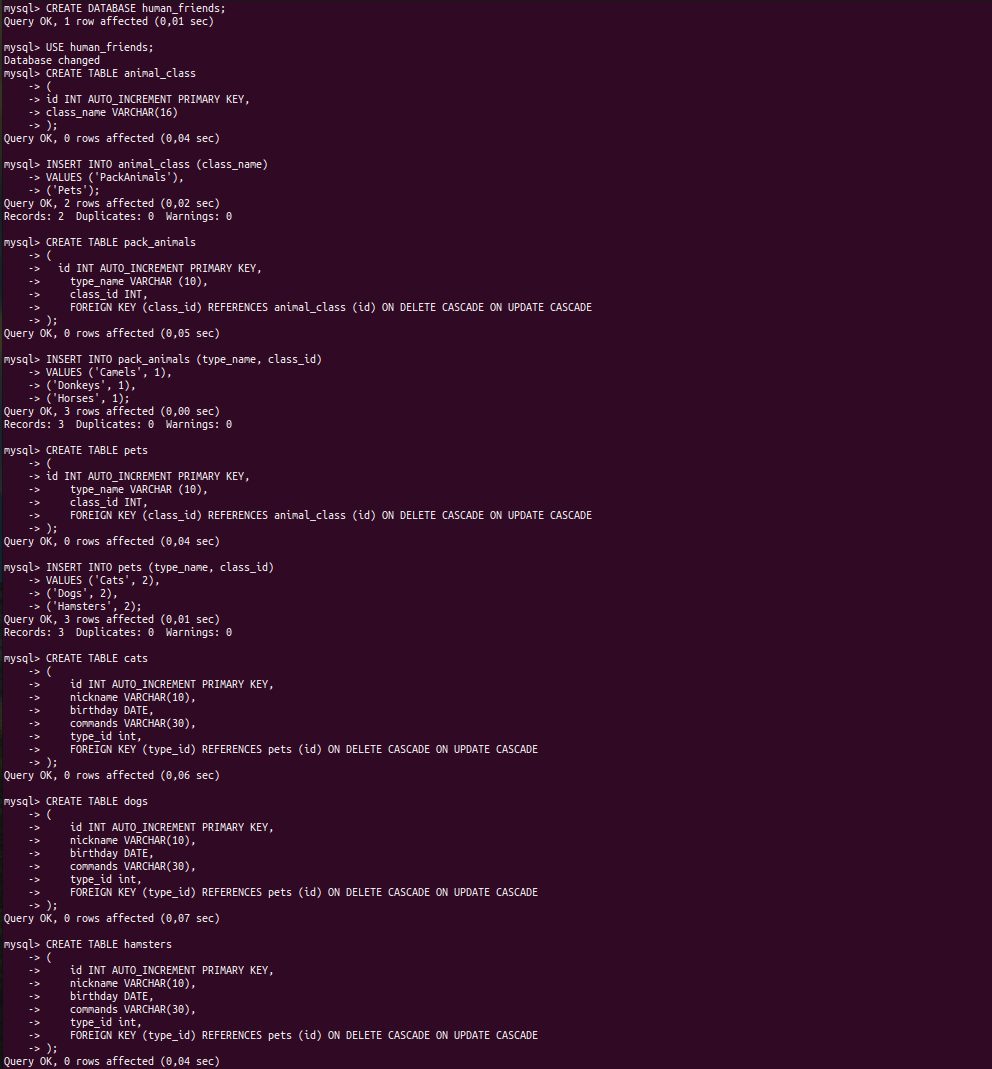 mysql> CREATE DATABASE human_friends;
Query OK, 1 row affected (0,01 sec)

mysql> USE human_friends;
Database changed
mysql> CREATE TABLE animal_class
    -> (
    -> id INT AUTO_INCREMENT PRIMARY KEY,
    -> class_name VARCHAR(16)
    -> );
Query OK, 0 rows affected (0,04 sec)

mysql> INSERT INTO animal_class (class_name)
    -> VALUES ('PackAnimals'),
    -> ('Pets');
Query OK, 2 rows affected (0,02 sec)
Records: 2  Duplicates: 0  Warnings: 0

mysql> CREATE TABLE pack_animals
    -> (
    ->   id INT AUTO_INCREMENT PRIMARY KEY,
    ->     type_name VARCHAR (10),
    ->     class_id INT,
    ->     FOREIGN KEY (class_id) REFERENCES animal_class (id) ON DELETE CASCADE ON UPDATE CASCADE
    -> );
Query OK, 0 rows affected (0,05 sec)

mysql> INSERT INTO pack_animals (type_name, class_id)
    -> VALUES ('Camels', 1),
    -> ('Donkeys', 1),
    -> ('Horses', 1);
Query OK, 3 rows affected (0,00 sec)
Records: 3  Duplicates: 0  Warnings: 0

mysql> CREATE TABLE pets
    -> (
    -> id INT AUTO_INCREMENT PRIMARY KEY,
    ->     type_name VARCHAR (10),
    ->     class_id INT,
    ->     FOREIGN KEY (class_id) REFERENCES animal_class (id) ON DELETE CASCADE ON UPDATE CASCADE
    -> );
Query OK, 0 rows affected (0,04 sec)

mysql> INSERT INTO pets (type_name, class_id)
    -> VALUES ('Cats', 2),
    -> ('Dogs', 2),
    -> ('Hamsters', 2);
Query OK, 3 rows affected (0,01 sec)
Records: 3  Duplicates: 0  Warnings: 0

mysql> CREATE TABLE cats
    -> (
    ->     id INT AUTO_INCREMENT PRIMARY KEY,
    ->     nickname VARCHAR(10),
    ->     birthday DATE,
    ->     commands VARCHAR(30),
    ->     type_id int,
    ->     FOREIGN KEY (type_id) REFERENCES pets (id) ON DELETE CASCADE ON UPDATE CASCADE
    -> );
Query OK, 0 rows affected (0,06 sec)

mysql> CREATE TABLE dogs
    -> (
    ->     id INT AUTO_INCREMENT PRIMARY KEY,
    ->     nickname VARCHAR(10),
    ->     birthday DATE,
    ->     commands VARCHAR(30),
    ->     type_id int,
    ->     FOREIGN KEY (type_id) REFERENCES pets (id) ON DELETE CASCADE ON UPDATE CASCADE
    -> );
Query OK, 0 rows affected (0,07 sec)

mysql> CREATE TABLE hamsters
    -> (
    ->     id INT AUTO_INCREMENT PRIMARY KEY,
    ->     nickname VARCHAR(10),
    ->     birthday DATE,
    ->     commands VARCHAR(30),
    ->     type_id int,
    ->     FOREIGN KEY (type_id) REFERENCES pets (id) ON DELETE CASCADE ON UPDATE CASCADE
    -> );
Query OK, 0 rows affected (0,04 sec)